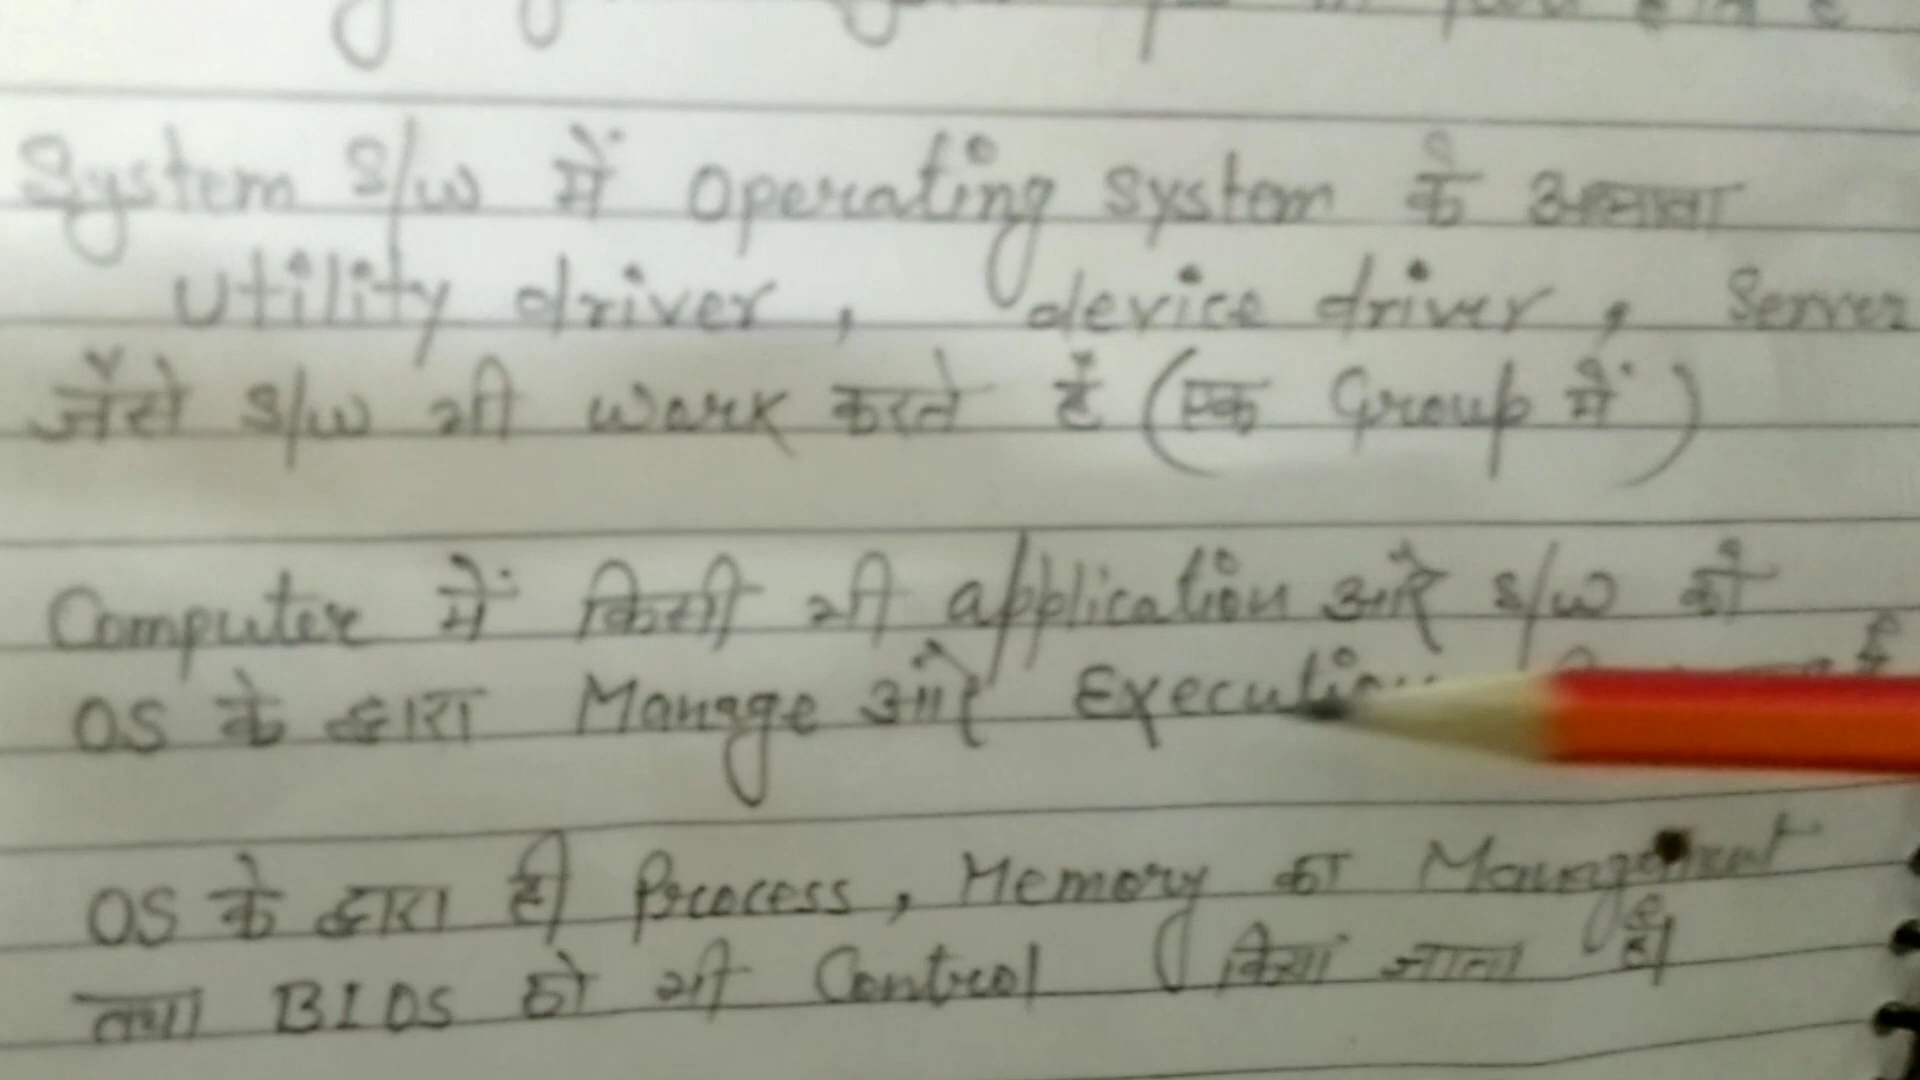 System s/w में operating system के अलावा
utility driver, device driver, Server
जैसे s/w भी work करते हैं (एक Group में)
Computer में किसी भी application और s/w को
OS के द्वारा Manage और Execution है
OS के द्वारा ही Process, Memory का Management
तथा BIOS को भी Control किया जाता है।